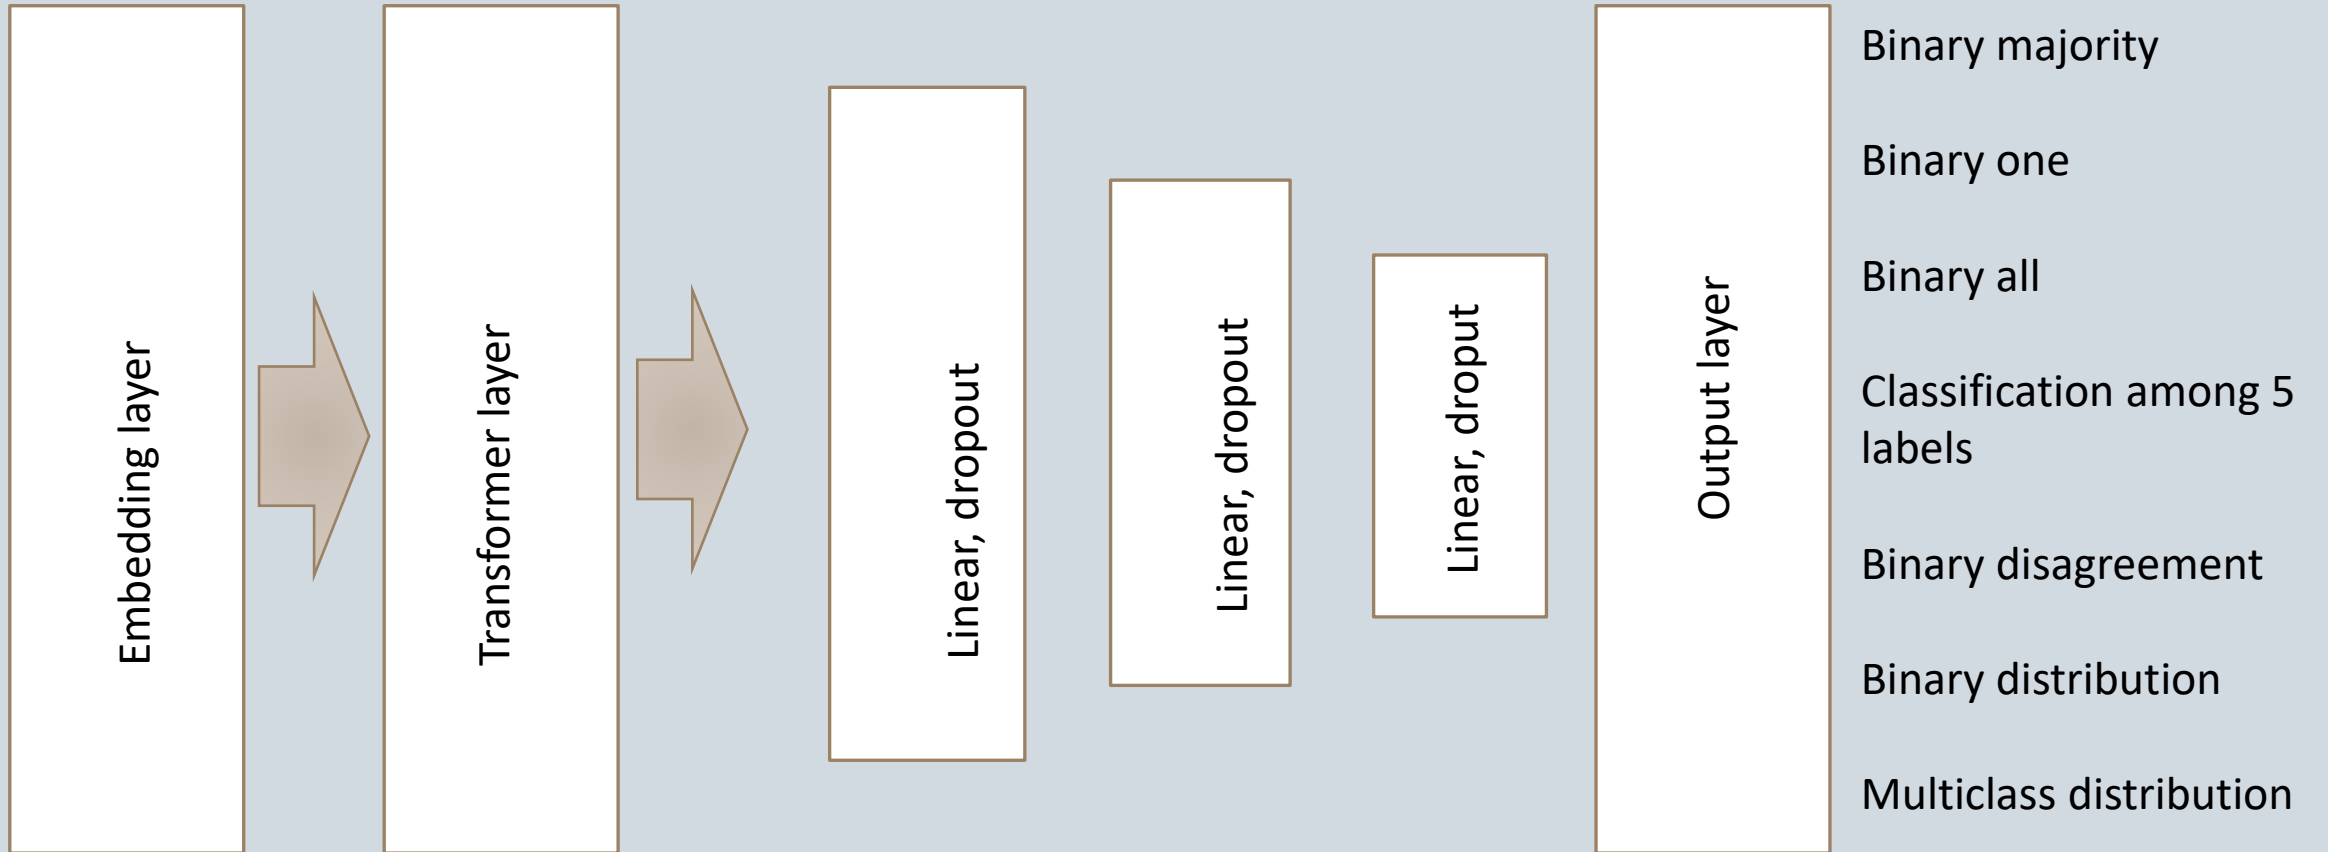 Embedding layer
Transformer layer
Linear, dropout
Linear, dropout
Linear, droput
Output layer
Binary majority
Binary one
Binary all
Classification among 5
labels
Binary disagreement
Binary distribution
Multiclass distribution